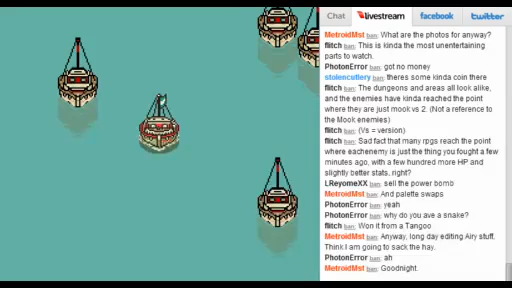 Chat livestream facebook twitter
MetroidMst ban: What are the photos for anyway?
flitch ban: This is kinda the most unentertaining
parts to watch.
PhotonError ban: got no money
stolencutlery ban: theres some kinda coin there
flitch ban: The dungeons and areas all look alike,
and the enemies have kinda reached the point
where they are just mook vs 2. (Not a reference to
the Mook enemies)
flitch ban: (Vs = version)
flitch ban: Sad fact that many rpgs reach the point
where eachenemy is just the thing you fought a few
minutes ago, with a few hundred more HP and
slightly better stats, right?
LReyomeXX ban: sell the power bomb
MetroidMst ban: And palette swaps
PhotonError ban: yeah
PhotonError ban: why do you ave a snake?
flitch ban: Won it from a Tangoo
MetroidMst ban: Anyway, long day editing Airy stuff.
Think I am going to sack the hay.
PhotonError ban: ah
MetroidMst ban: Goodnight.